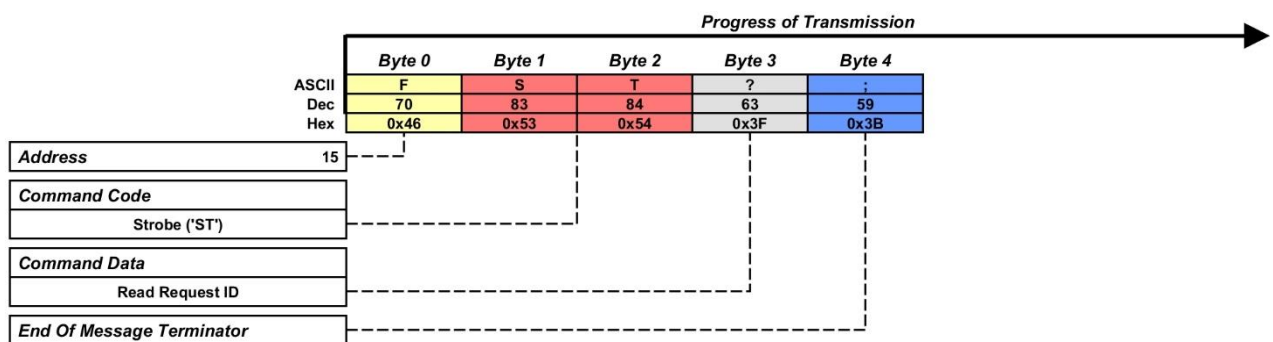 Progress of Transmission
Byte 0 Byte 1 Byte 2 Byte 3 Byte 4
ASCII F S T ? ;
Dec 70 83 84 63 59
Hex 0x46 0x53 0x54 0x3F 0x3B
Address 15
Command Code
Strobe ('ST')
Command Data
Read Request ID
End Of Message Terminator